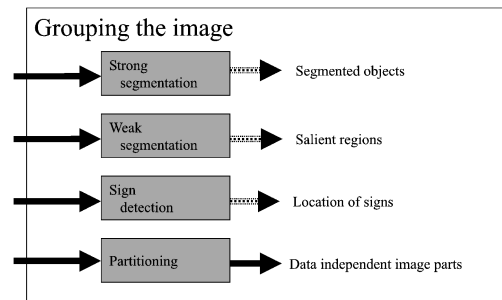 Grouping the image
Strong
segmentation
Segmented objects
Weak
segmentation
Salient regions
Sign
detection
Location of signs
Partitioning
Data independent image parts